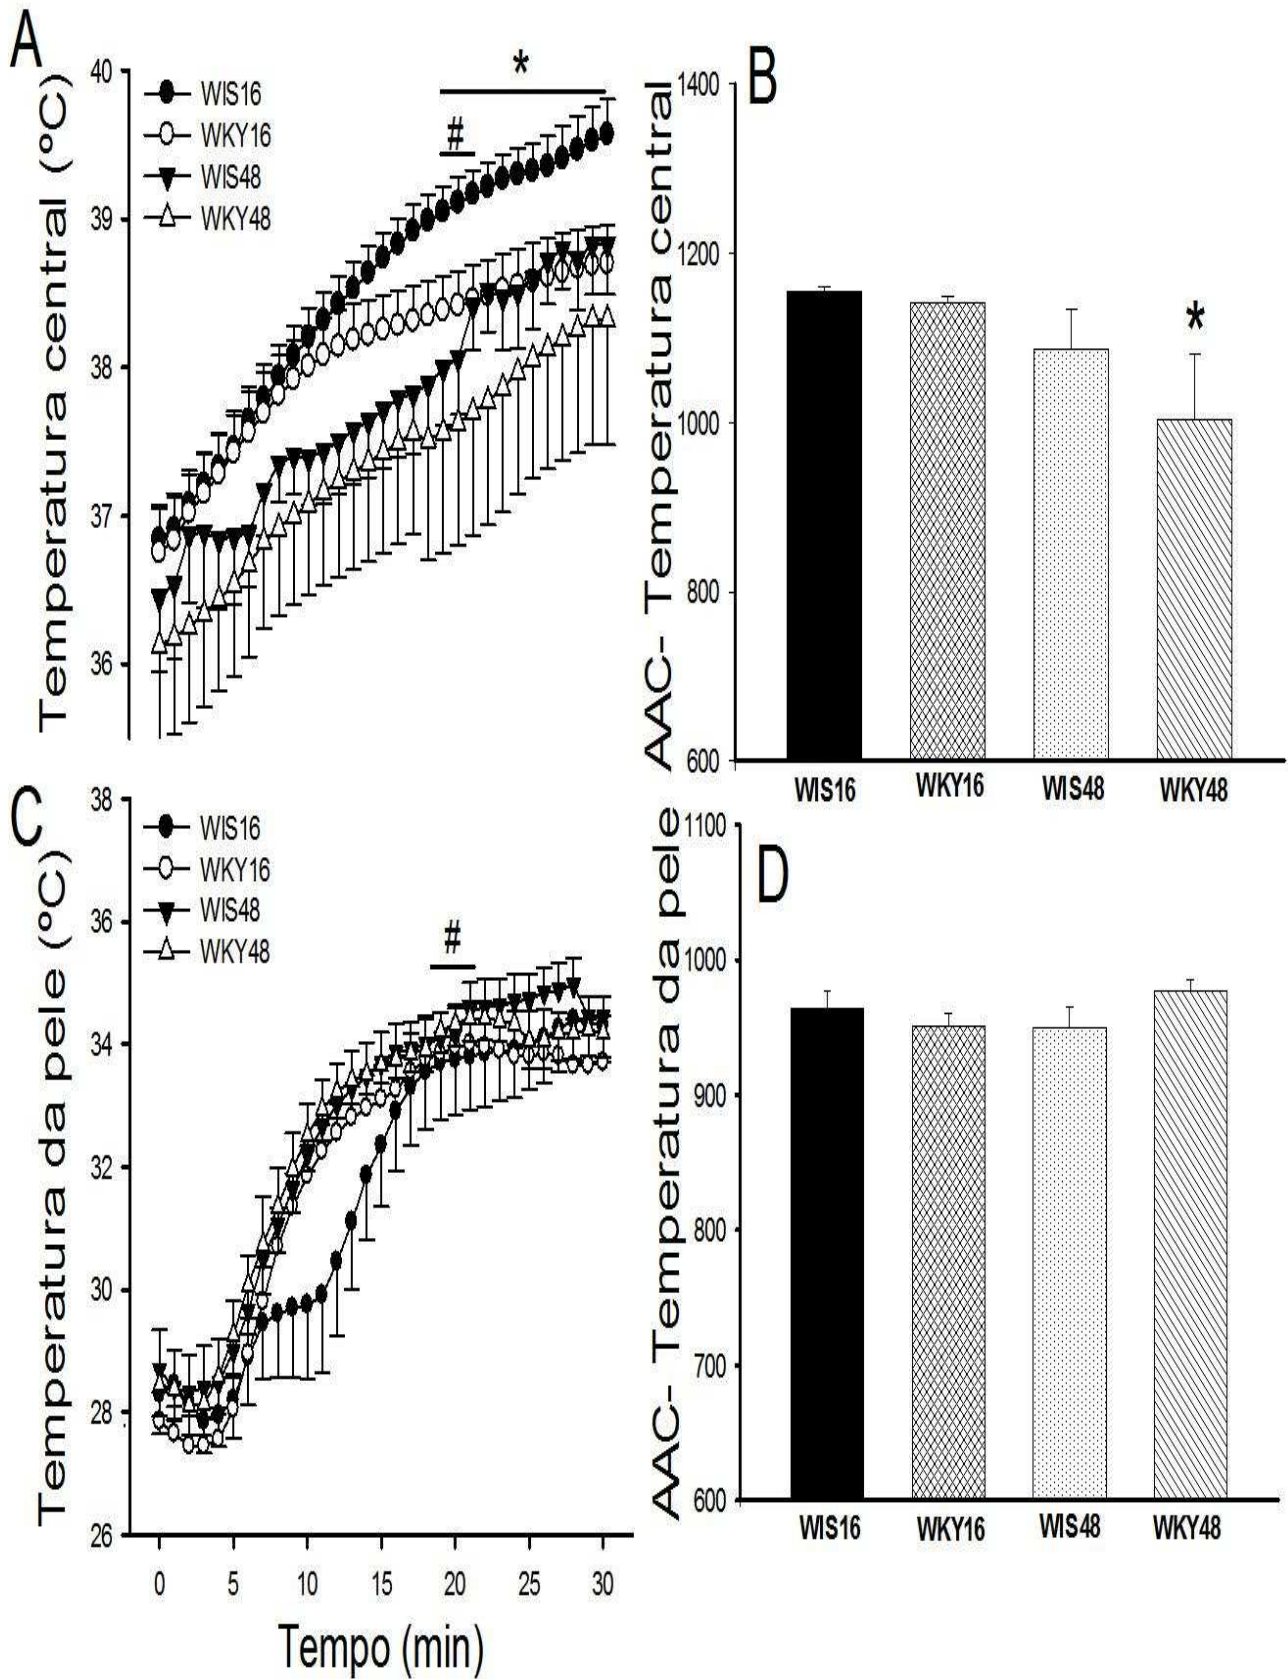 A
Temperatura central (ºC)
40
39
38
37
36
WIS16
WKY16
WIS48
WKY48
*
#
B
AAC- Temperatura central
1400
1200
1000
800
600
*
WIS16
WKY16
WIS48
WKY48
C
Temperatura da pele (ºC)
38
36
34
32
30
28
26
WIS16
WKY16
WIS48
WKY48
#
0 5 10 15 20 25 30
Tempo (min)
D
AAC- Temperatura da pele
1100
1000
900
800
700
600
WIS16
WKY16
WIS48
WKY48